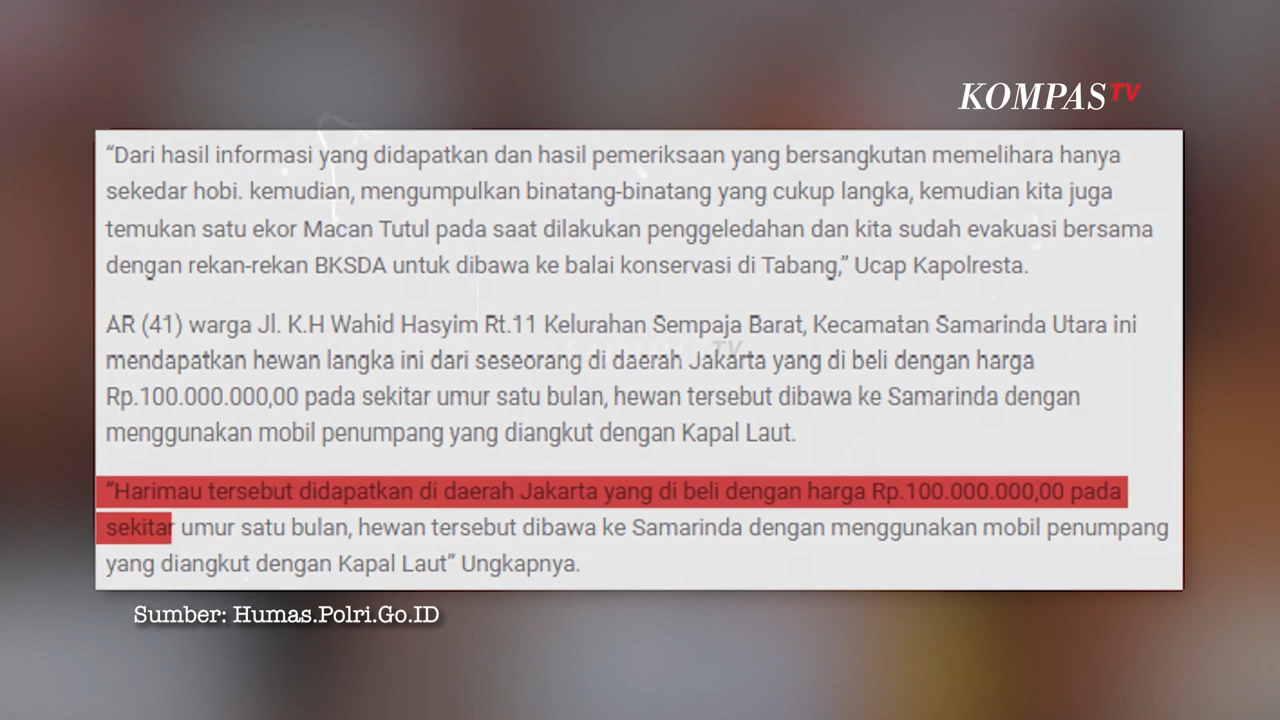 KOMPAS TV
“Dari hasil informasi yang didapatkan dan hasil pemeriksaan yang bersangkutan memelihara hanya
sekedar hobi. kemudian, mengumpulkan binatang-binatang yang cukup langka, kemudian kita juga
temukan satu ekor Macan Tutul pada saat dilakukan penggeledahan dan kita sudah evakuasi bersama
dengan rekan-rekan BKSDA untuk dibawa ke balai konservasi di Tabang,” Ucap Kapolresta.
AR (41) warga Jl. K.H Wahid Hasyim Rt.11 Kelurahan Sempaja Barat, Kecamatan Samarinda Utara ini
mendapatkan hewan langka ini dari seseorang di daerah Jakarta yang di beli dengan harga
Rp.100.000.000,00 pada sekitar umur satu bulan, hewan tersebut dibawa ke Samarinda dengan
menggunakan mobil penumpang yang diangkut dengan Kapal Laut.
“Harimau tersebut didapatkan di daerah Jakarta yang di beli dengan harga Rp.100.000.000,00 pada
sekitar umur satu bulan, hewan tersebut dibawa ke Samarinda dengan menggunakan mobil penumpang
yang diangkut dengan Kapal Laut” Ungkapnya.
Sumber: Humas.Polri.Go.ID